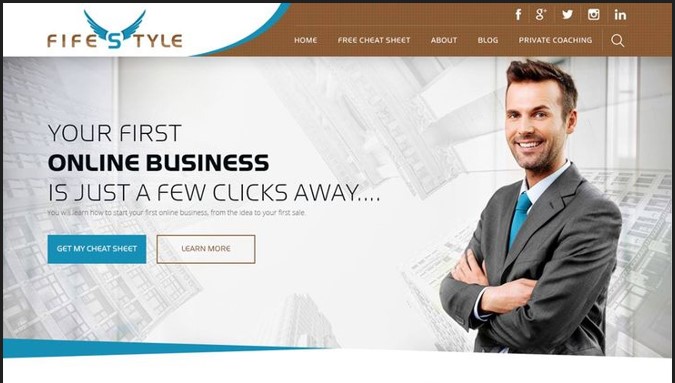 FIFE STYLE
HOME FREE CHEAT SHEET ABOUT BLOG PRIVATE COACHING
YOUR FIRST
ONLINE BUSINESS
IS JUST A FEW CLICKS AWAY....
you will learn how to start your first online business, from the idea to your first sale.
GET MY CHEAT SHEET LEARN MORE